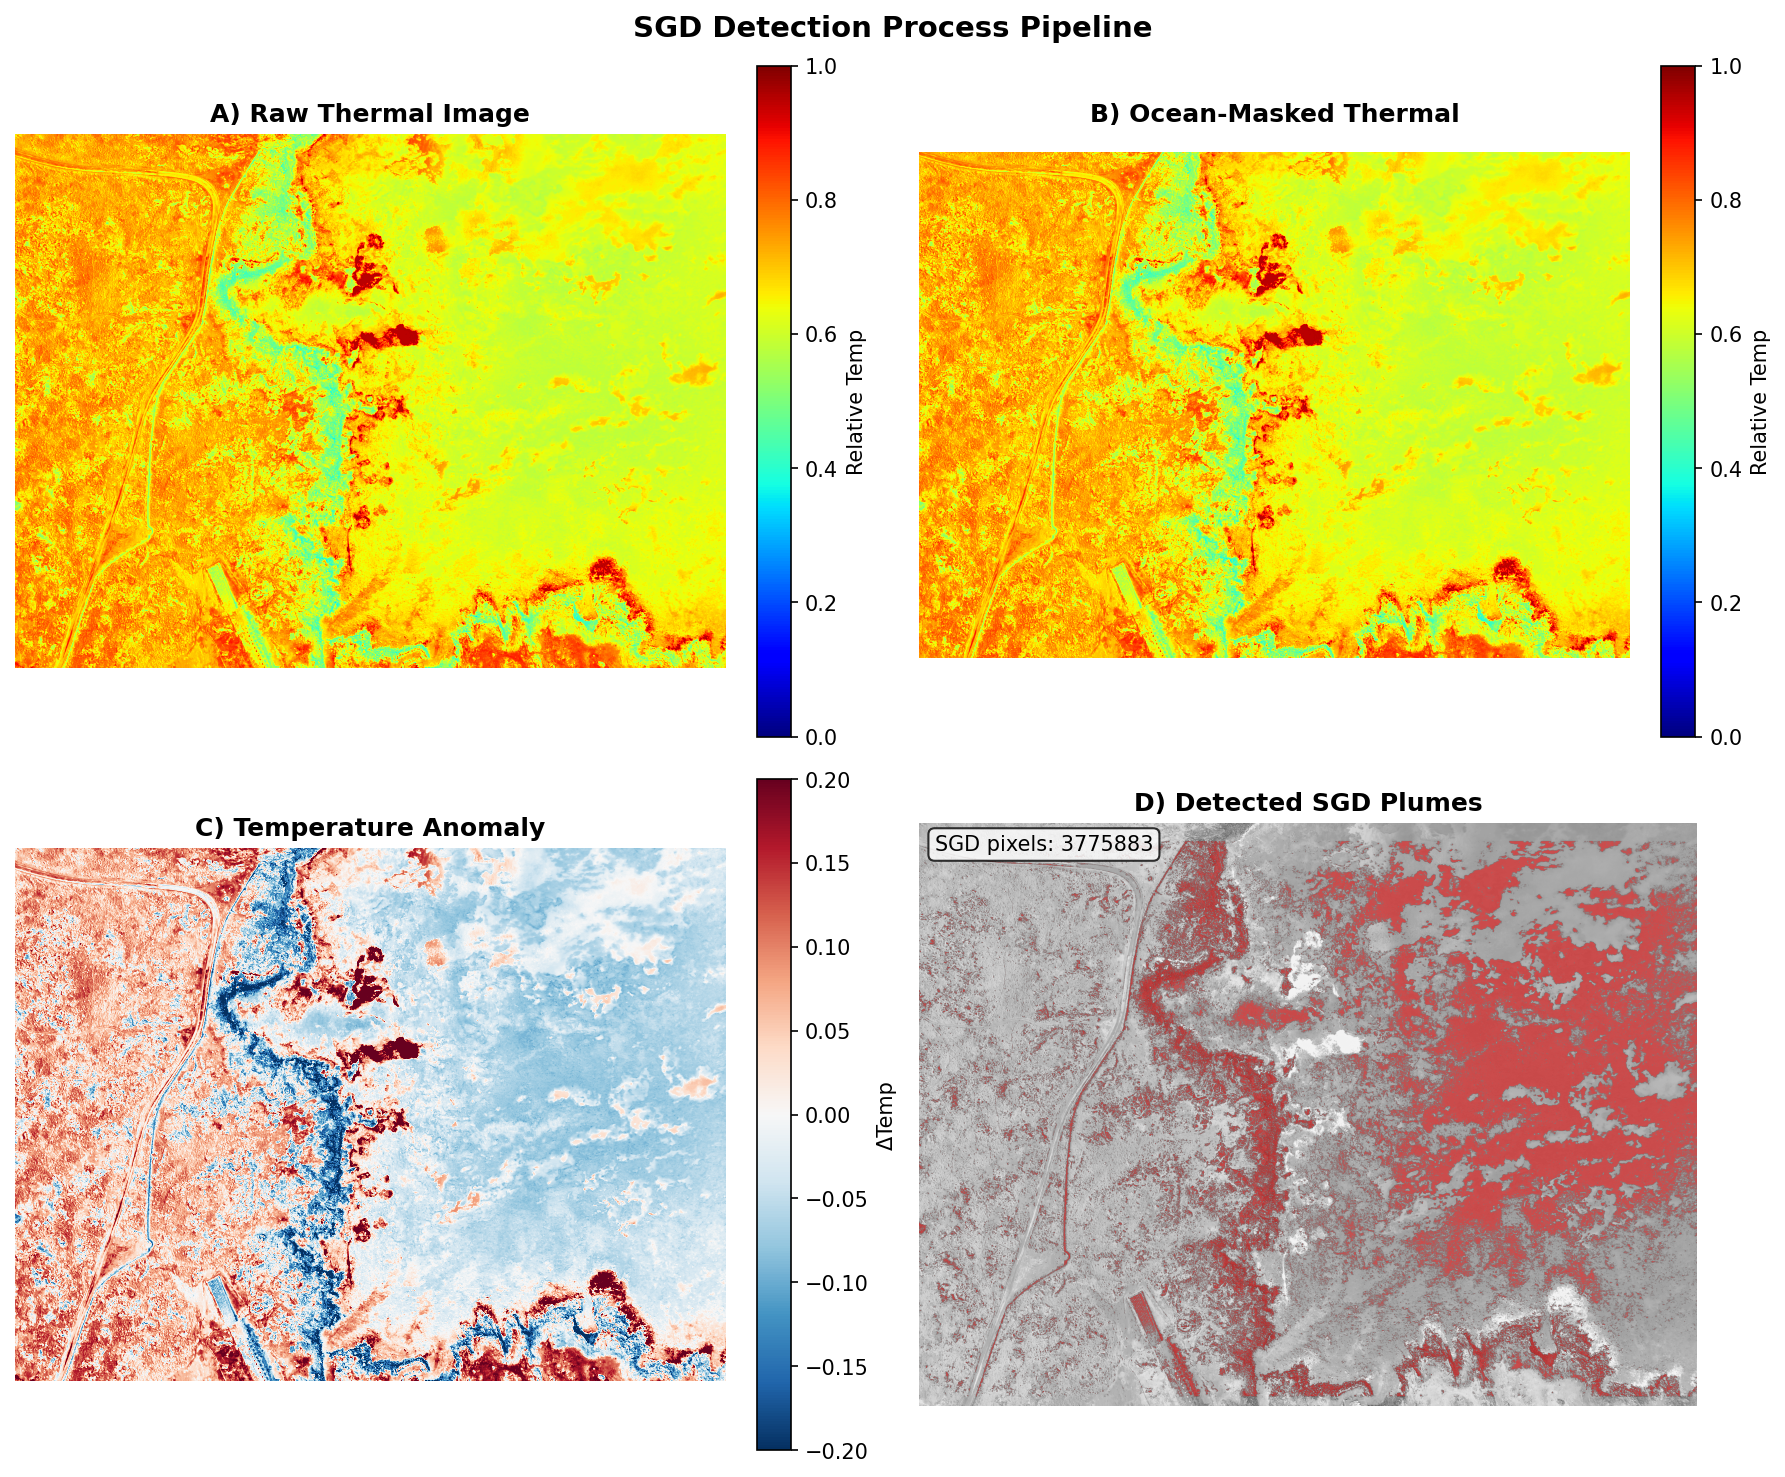 SGD Detection Process Pipeline
A) Raw Thermal Image
1.0
0.8
0.6
0.4
0.2
0.0
Relative Temp
B) Ocean-Masked Thermal
1.0
0.8
0.6
0.4
0.2
0.0
Relative Temp
C) Temperature Anomaly
0.20
0.15
0.10
0.05
0.00
−0.05
−0.10
−0.15
−0.20
ΔTemp
D) Detected SGD Plumes
SGD pixels: 3775883